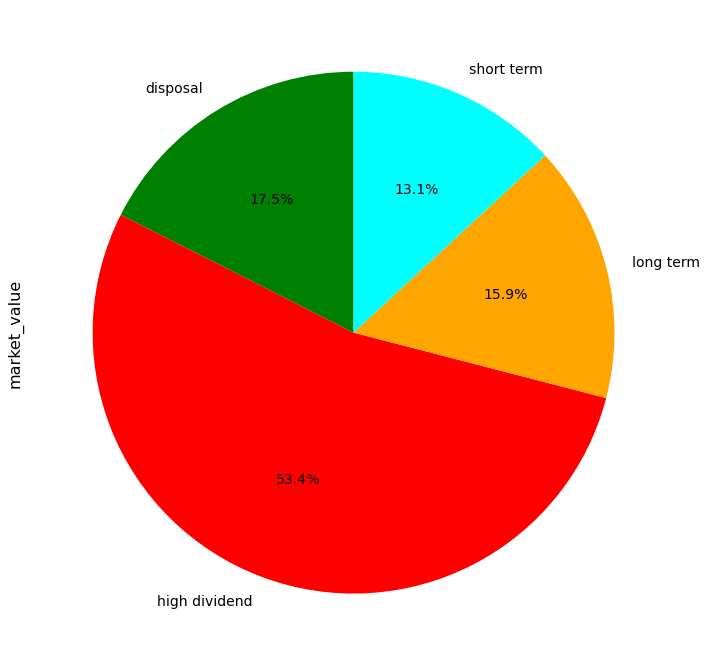 short term
disposal
13.1%
17.5%
long term
15.9%
market_value
53.4%
high dividend